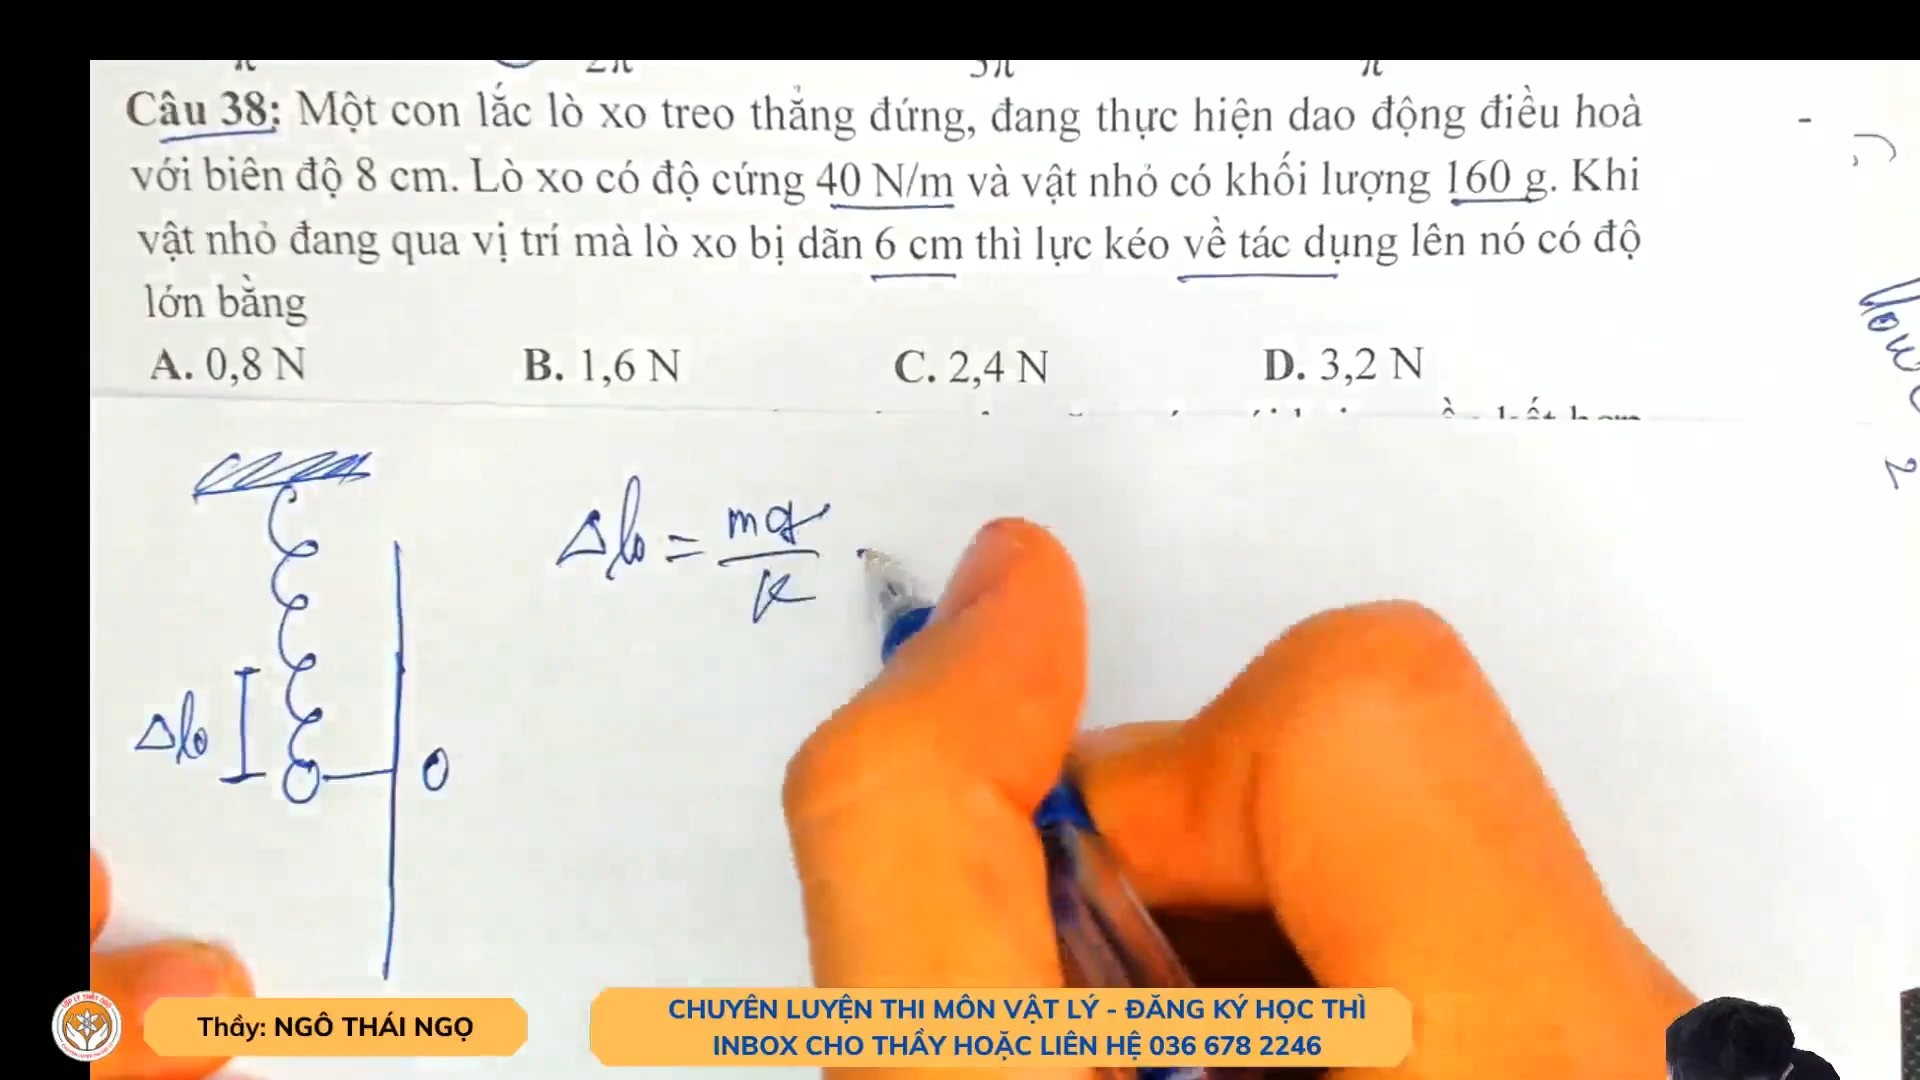 Câu 38: Một con lắc lò xo treo thẳng đứng, đang thực hiện dao động điều hoà
với biên độ 8 cm. Lò xo có độ cứng 40 N/m và vật nhỏ có khối lượng 160 g. Khi
vật nhỏ đang qua vị trí mà lò xo bị dãn 6 cm thì lực kéo về tác dụng lên nó có độ
lớn bằng
A. 0,8 N B. 1,6 N C. 2,4 N D. 3,2 N
Δl₀ = mg/k
Δl₀
O
2
Thầy: NGÔ THÁI NGỌ
CHUYÊN LUYỆN THI MÔN VẬT LÝ - ĐĂNG KÝ HỌC THÌ
INBOX CHO THẦY HOẶC LIÊN HỆ 036 678 2246